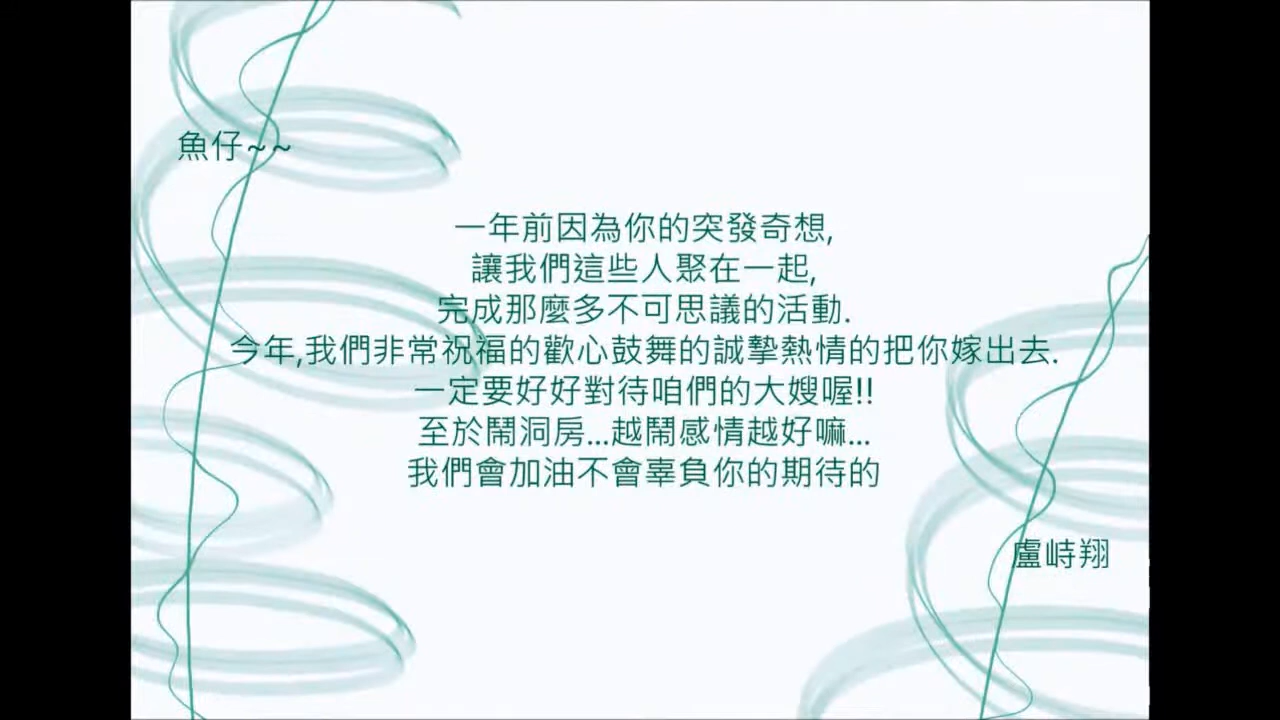 魚仔~~
一年前因為你的突發奇想,
讓我們這些人聚在一起,
完成那麼多不可思議的活動.
今年,我們非常祝福的歡心鼓舞的誠摯熱情的把你嫁出去.
一定要好好對待咱們的大嫂喔!!
至於鬧洞房...越鬧感情越好嘛...
我們會加油不會辜負你的期待的
盧峙翔